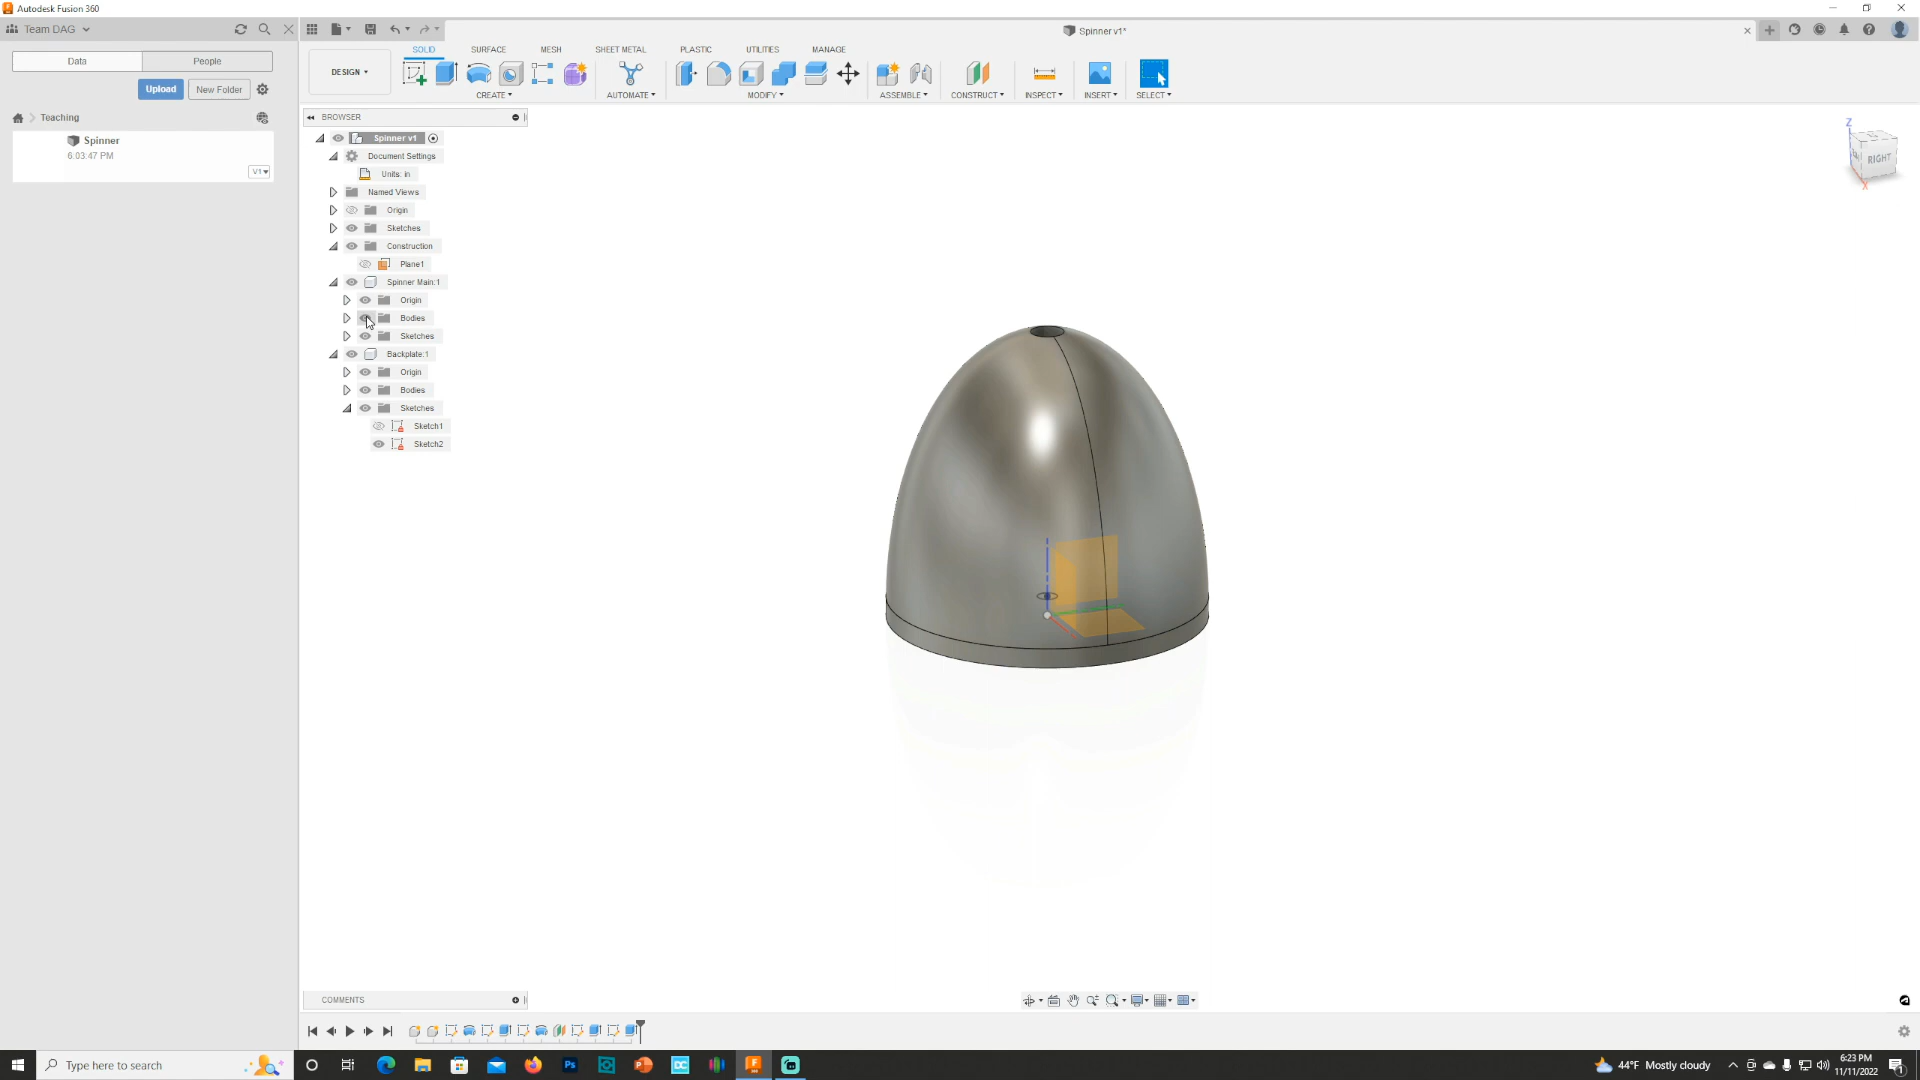 Autodesk Fusion 360
Team DAG
Spinner v1*
Data
People
Upload
New Folder
Teaching
Spinner
6:03:47 PM
V1
DESIGN
SOLID
SURFACE
MESH
SHEET METAL
PLASTIC
UTILITIES
MANAGE
CREATE
AUTOMATE
MODIFY
ASSEMBLE
CONSTRUCT
INSPECT
INSERT
SELECT
BROWSER
Spinner v1
Document Settings
Units: in
Named Views
Origin
Sketches
Construction
Plane1
Spinner Main:1
Origin
Bodies
Sketches
Backplate:1
Origin
Bodies
Sketches
Sketch1
Sketch2
Z
RIGHT
X
COMMENTS
Type here to search
Ps
DC
F
44°F Mostly cloudy
6:23 PM
11/11/2022
1